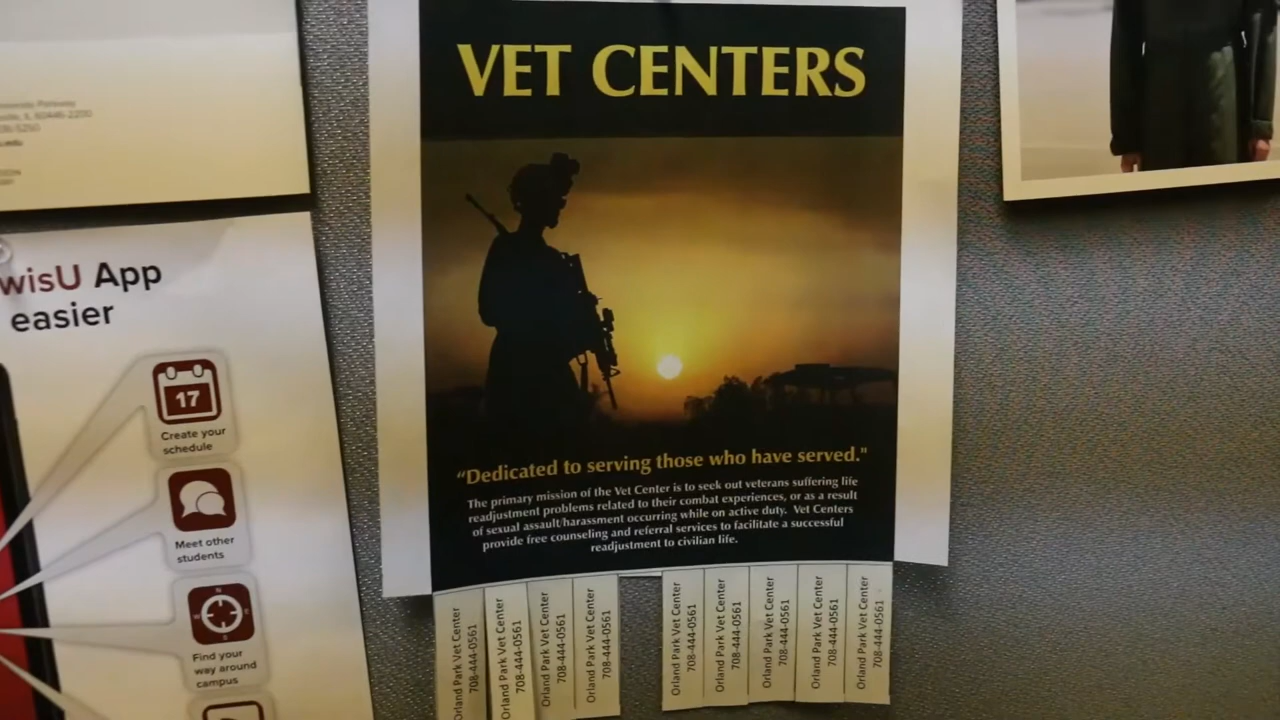 VET CENTERS
“Dedicated to serving those who have served."
The primary mission of the Vet Center is to seek out veterans suffering life
readjustment problems related to their combat experiences, or as a result
of sexual assault/harassment occurring while on active duty. Vet Centers
provide free counseling and referral services to facilitate a successful
readjustment to civilian life.
Orland Park Vet Center
708-444-0561
Orland Park Vet Center
708-444-0561
Orland Park Vet Center
708-444-0561
Orland Park Vet Center
708-444-0561
Orland Park Vet Center
708-444-0561
Orland Park Vet Center
708-444-0561
Orland Park Vet Center
708-444-0561
Orland Park Vet Center
708-444-0561
Orland Park Vet Center
708-444-0561
wisU App
easier
17
Create your
schedule
Meet other
students
Find your
way around
campus
Parkway
IL 60446-2200